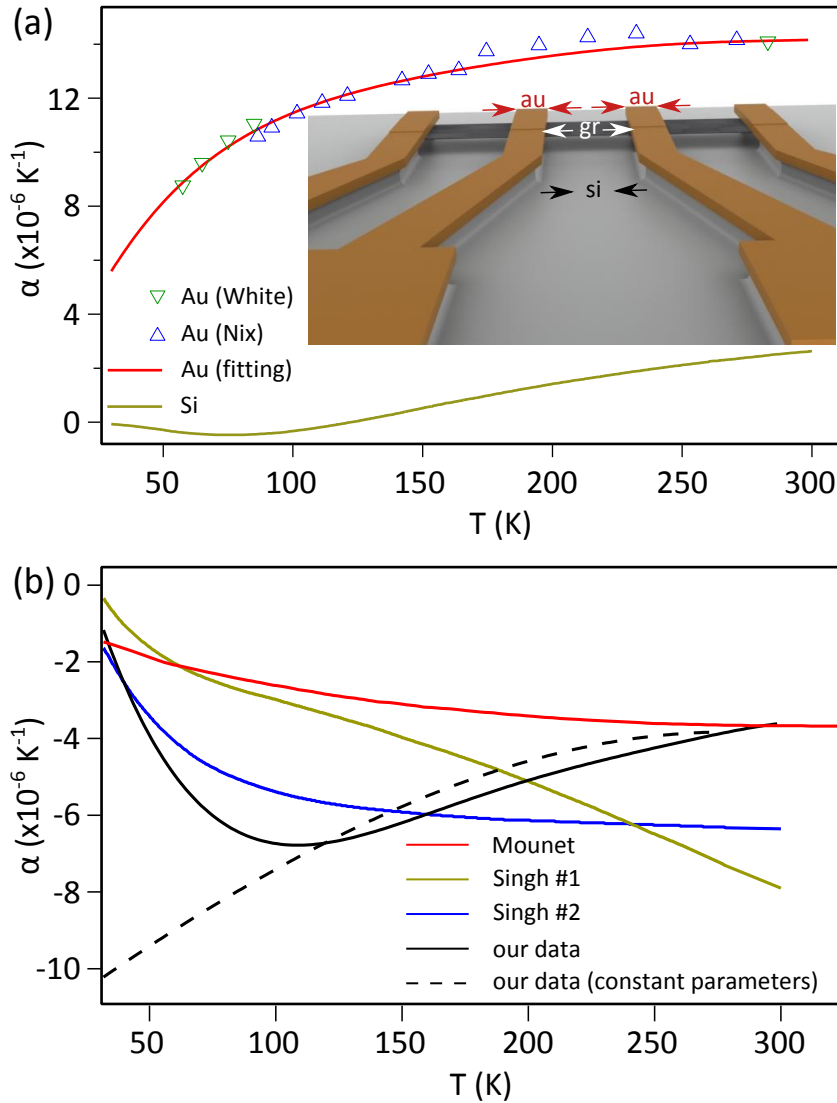 (a)
16
12
8
4
0
α (x10⁻⁶ K⁻¹)
au
au
gr
si
Au (White)
Au (Nix)
Au (fitting)
Si
50
100
150
200
250
300
T (K)
(b)
0
-2
-4
-6
-8
-10
α (x10⁻⁶ K⁻¹)
Mounet
Singh #1
Singh #2
our data
our data (constant parameters)
50
100
150
200
250
300
T (K)